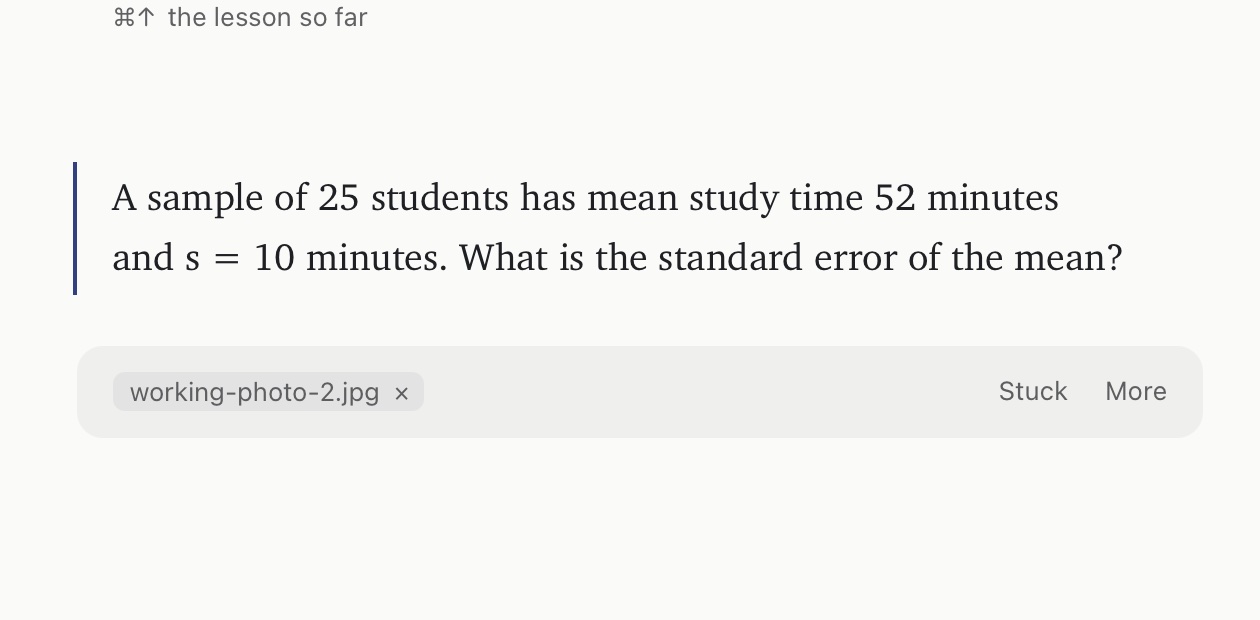 ⌘↑ the lesson so far
A sample of 25 students has mean study time 52 minutes
and s = 10 minutes. What is the standard error of the mean?
working-photo-2.jpg × Stuck More